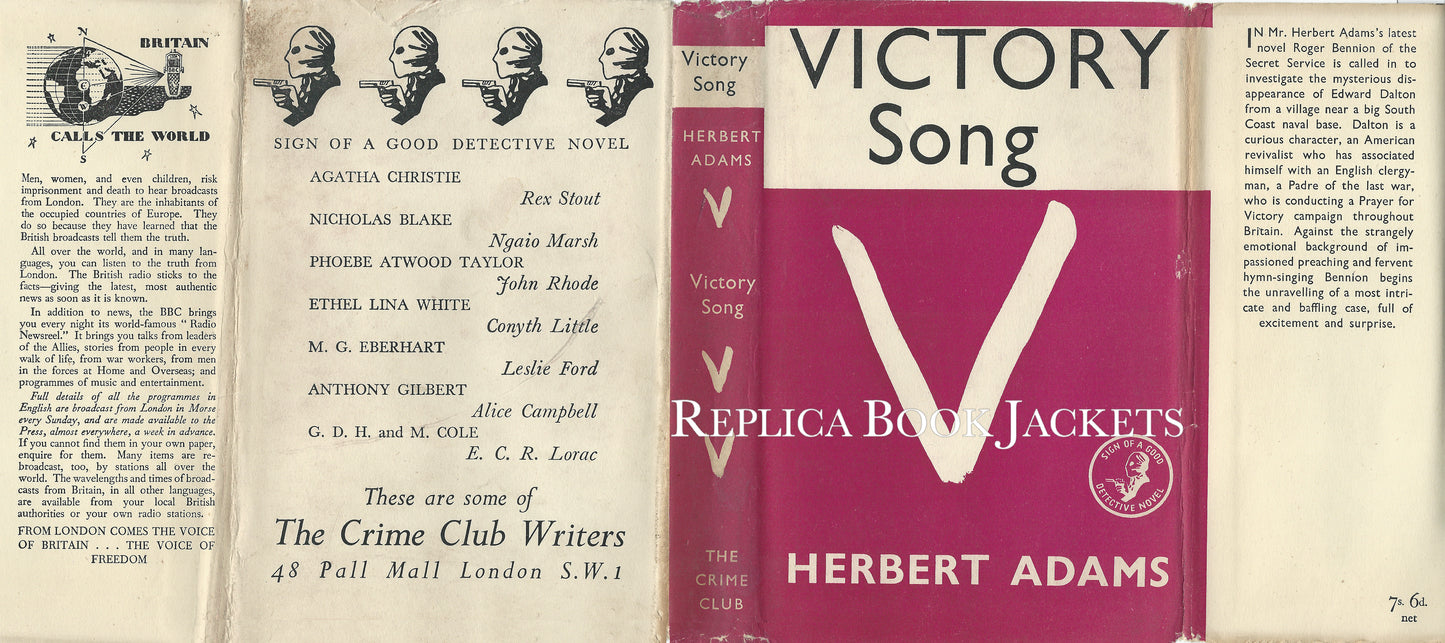 N
BRITAIN
G
C
W
CALLS THE WORLD
S
Men, women, and even children, risk
imprisonment and death to hear broadcasts
from London. They are the inhabitants of
the occupied countries of Europe. They
do so because they have learned that the
British broadcasts tell them the truth.
All over the world, and in many lan-
guages, you can listen to the truth from
London. The British radio sticks to the
facts—giving the latest, most authentic
news as soon as it is known.
In addition to news, the BBC brings
you every night its world-famous “ Radio
Newsreel.” It brings you talks from leaders
of the Allies, stories from people in every
walk of life, from war workers, from men
in the forces at Home and Overseas; and
programmes of music and entertainment.
Full details of all the programmes in
English are broadcast from London in Morse
every Sunday, and are made available to the
Press, almost everywhere, a week in advance.
If you cannot find them in your own paper,
enquire for them. Many items are re-
broadcast, too, by stations all over the
world. The wavelengths and times of broad-
casts from Britain, in all other languages,
are available from your local British
authorities or your own radio stations.
FROM LONDON COMES THE VOICE
OF BRITAIN . . . THE VOICE OF
FREEDOM
SIGN OF A GOOD DETECTIVE NOVEL
AGATHA CHRISTIE
Rex Stout
NICHOLAS BLAKE
Ngaio Marsh
PHOEBE ATWOOD TAYLOR
John Rhode
ETHEL LINA WHITE
Conyth Little
M. G. EBERHART
Leslie Ford
ANTHONY GILBERT
Alice Campbell
G. D. H. and M. COLE
E. C. R. Lorac
These are some of
The Crime Club Writers
48 Pall Mall London S.W.1
Victory
Song
HERBERT
ADAMS
V
Victory
Song
V
V
THE
CRIME
CLUB
VICTORY
Song
V
REPLICA BOOK JACKETS
SIGN OF A GOOD
DETECTIVE NOVEL
HERBERT ADAMS
IN Mr. Herbert Adams's latest
novel Roger Bennion of the
Secret Service is called in to
investigate the mysterious dis-
appearance of Edward Dalton
from a village near a big South
Coast naval base. Dalton is a
curious character, an American
revivalist who has associated
himself with an English clergy-
man, a Padre of the last war,
who is conducting a Prayer for
Victory campaign throughout
Britain. Against the strangely
emotional background of im-
passioned preaching and fervent
hymn-singing Bennion begins
the unravelling of a most intri-
cate and baffling case, full of
excitement and surprise.
7s. 6d.
net